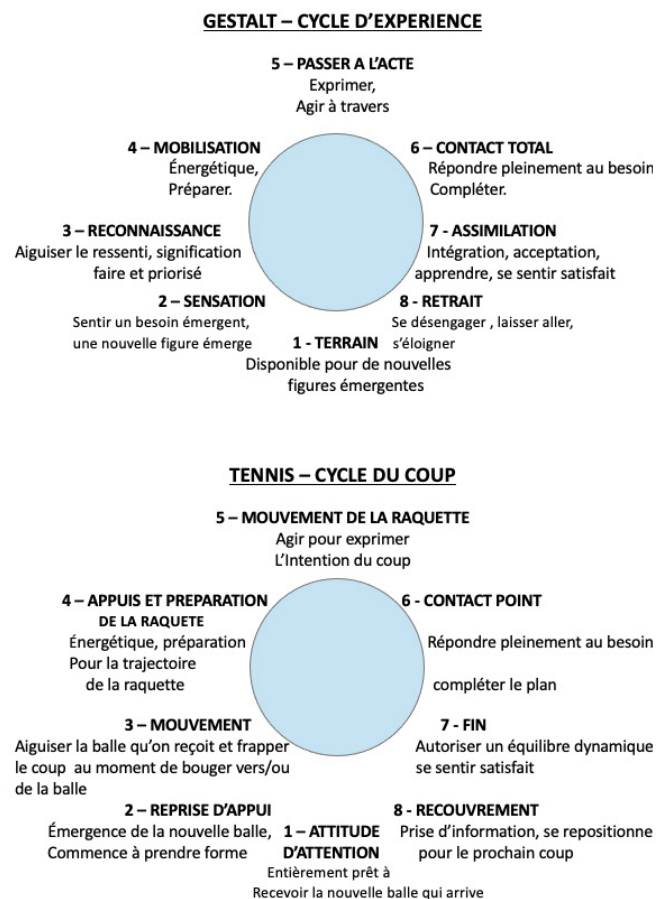 GESTALT – CYCLE D'EXPERIENCE
5 – PASSER A L'ACTE
Exprimer,
Agir à travers
4 – MOBILISATION
Énergétique,
Préparer.
6 – CONTACT TOTAL
Répondre pleinement au besoin
Compléter.
3 – RECONNAISSANCE
Aiguiser le ressenti, signification
faire et priorisé
7 - ASSIMILATION
Intégration, acceptation,
apprendre, se sentir satisfait
2 – SENSATION
Sentir un besoin émergent,
une nouvelle figure émerge
8 - RETRAIT
Se désengager , laisser aller,
s'éloigner
1 - TERRAIN
Disponible pour de nouvelles
figures émergentes
TENNIS – CYCLE DU COUP
5 – MOUVEMENT DE LA RAQUETTE
Agir pour exprimer
L'Intention du coup
4 – APPUIS ET PREPARATION
DE LA RAQUETE
Énergétique, préparation
Pour la trajectoire
de la raquette
6 - CONTACT POINT
Répondre pleinement au besoin
compléter le plan
3 – MOUVEMENT
Aiguiser la balle qu'on reçoit et frapper
le coup au moment de bouger vers/ou
de la balle
7 - FIN
Autoriser un équilibre dynamique
se sentir satisfait
2 – REPRISE D'APPUI
Émergence de la nouvelle balle,
Commence à prendre forme
8 - RECOUVREMENT
Prise d'information, se repositionne
pour le prochain coup
1 – ATTITUDE
D'ATTENTION
Entièrement prêt à
Recevoir la nouvelle balle qui arrive